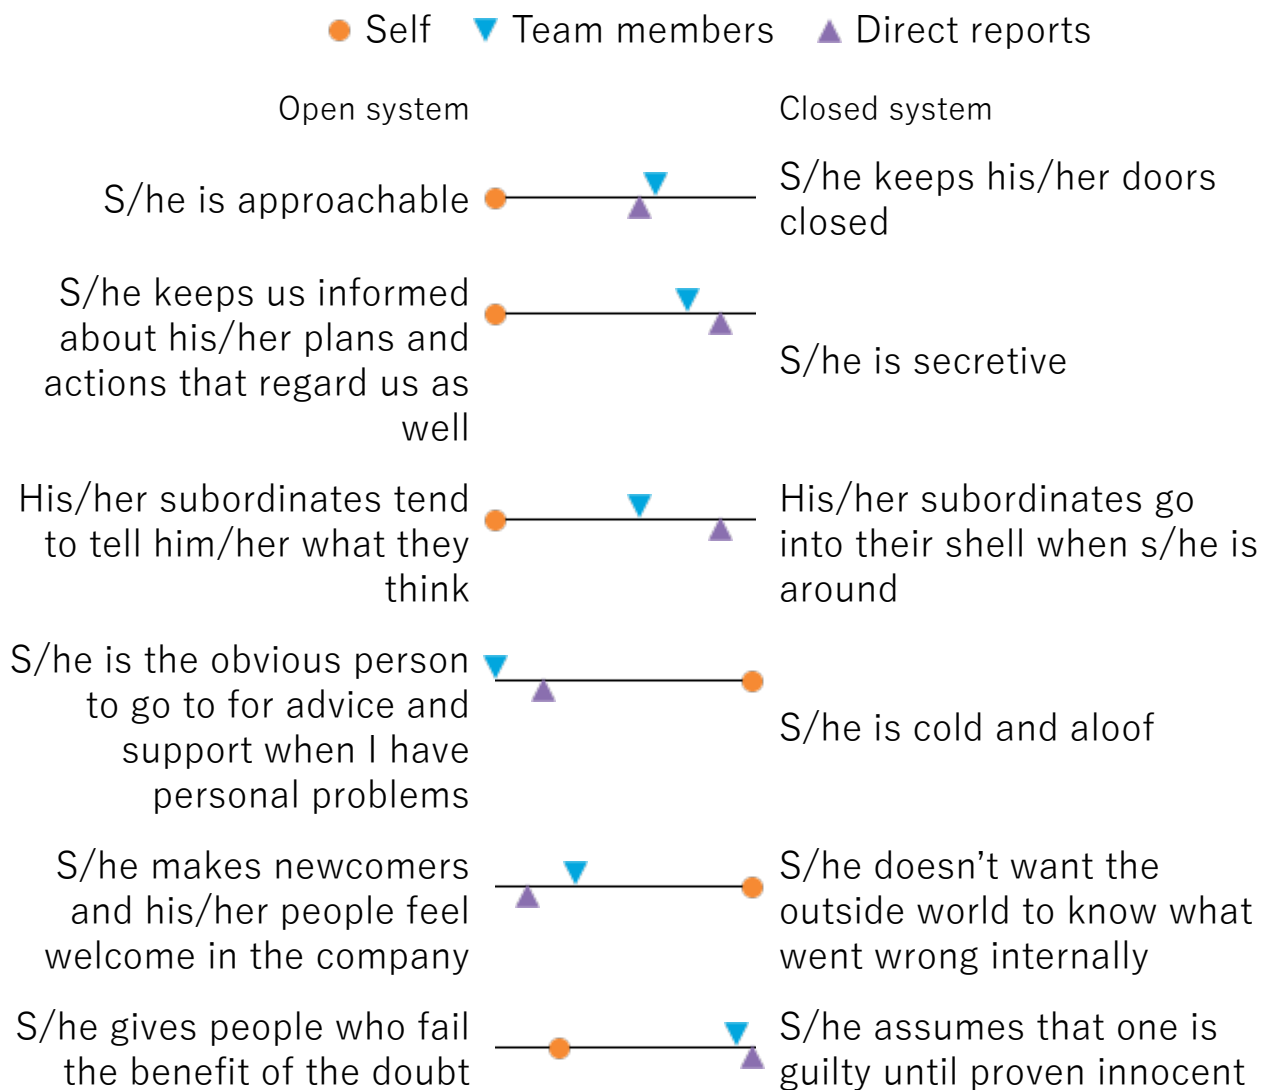 Self Team members Direct reports
Open system Closed system
S/he is approachable
S/he keeps his/her doors
closed
S/he keeps us informed
about his/her plans and
actions that regard us as
well
S/he is secretive
His/her subordinates tend
to tell him/her what they
think
His/her subordinates go
into their shell when s/he is
around
S/he is the obvious person
to go to for advice and
support when I have
personal problems
S/he is cold and aloof
S/he makes newcomers
and his/her people feel
welcome in the company
S/he doesn’t want the
outside world to know what
went wrong internally
S/he gives people who fail
the benefit of the doubt
S/he assumes that one is
guilty until proven innocent